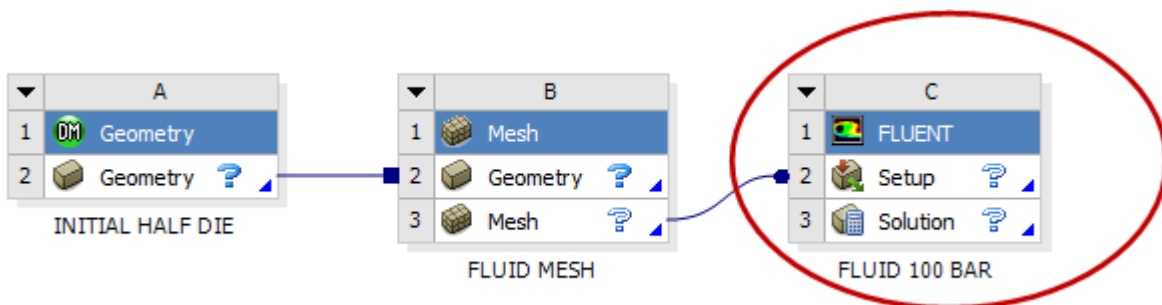 A
1 DM Geometry
2 Geometry ?
INITIAL HALF DIE
B
1 Mesh
2 Geometry ?
3 Mesh ?
FLUID MESH
C
1 FLUENT
2 Setup ?
3 Solution ?
FLUID 100 BAR